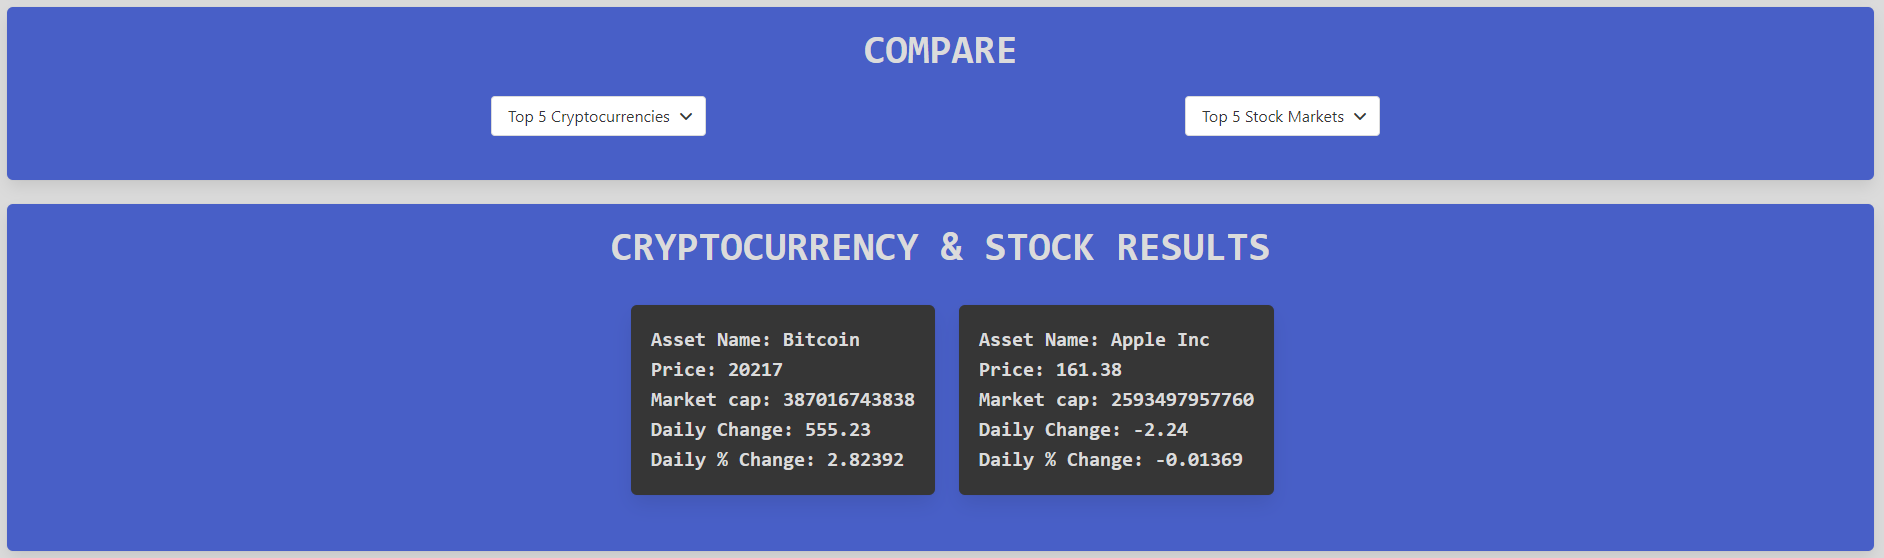 COMPARE
Top 5 Cryptocurrencies
Top 5 Stock Markets
CRYPTOCURRENCY & STOCK RESULTS
Asset Name: Bitcoin
Price: 20217
Market cap: 387016743838
Daily Change: 555.23
Daily % Change: 2.82392
Asset Name: Apple Inc
Price: 161.38
Market cap: 2593497957760
Daily Change: -2.24
Daily % Change: -0.01369